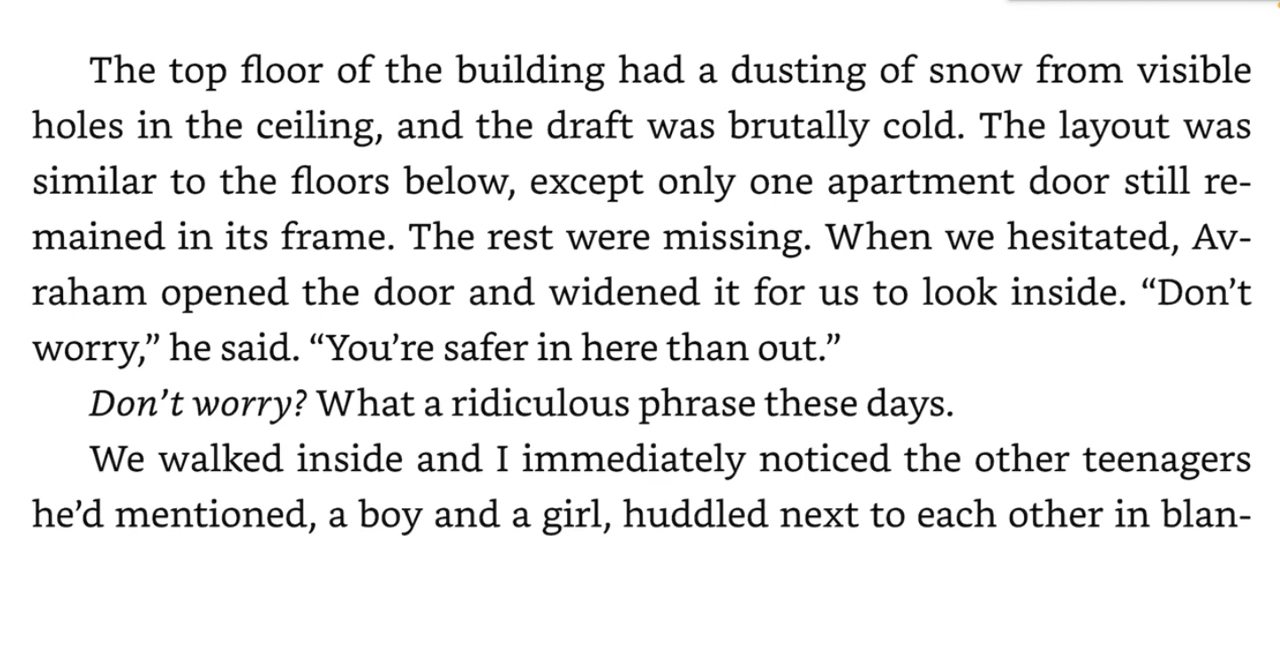 The top floor of the building had a dusting of snow from visible
holes in the ceiling, and the draft was brutally cold. The layout was
similar to the floors below, except only one apartment door still re-
mained in its frame. The rest were missing. When we hesitated, Av-
raham opened the door and widened it for us to look inside. “Don’t
worry,” he said. “You’re safer in here than out.”
Don’t worry? What a ridiculous phrase these days.
We walked inside and I immediately noticed the other teenagers
he’d mentioned, a boy and a girl, huddled next to each other in blan-